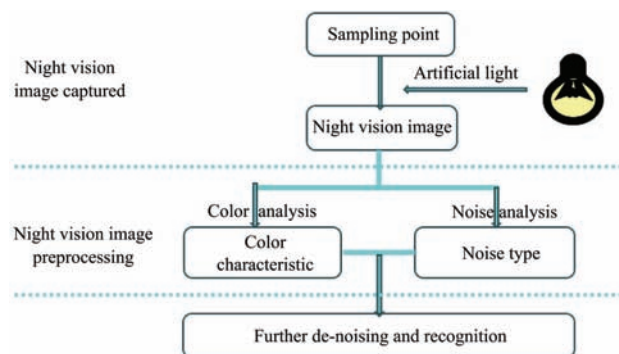 Sampling point
Night vision
image captured
Artificial light
Night vision image
Color analysis
Noise analysis
Night vision image
preprocessing
Color
characteristic
Noise type
Further de-noising and recognition